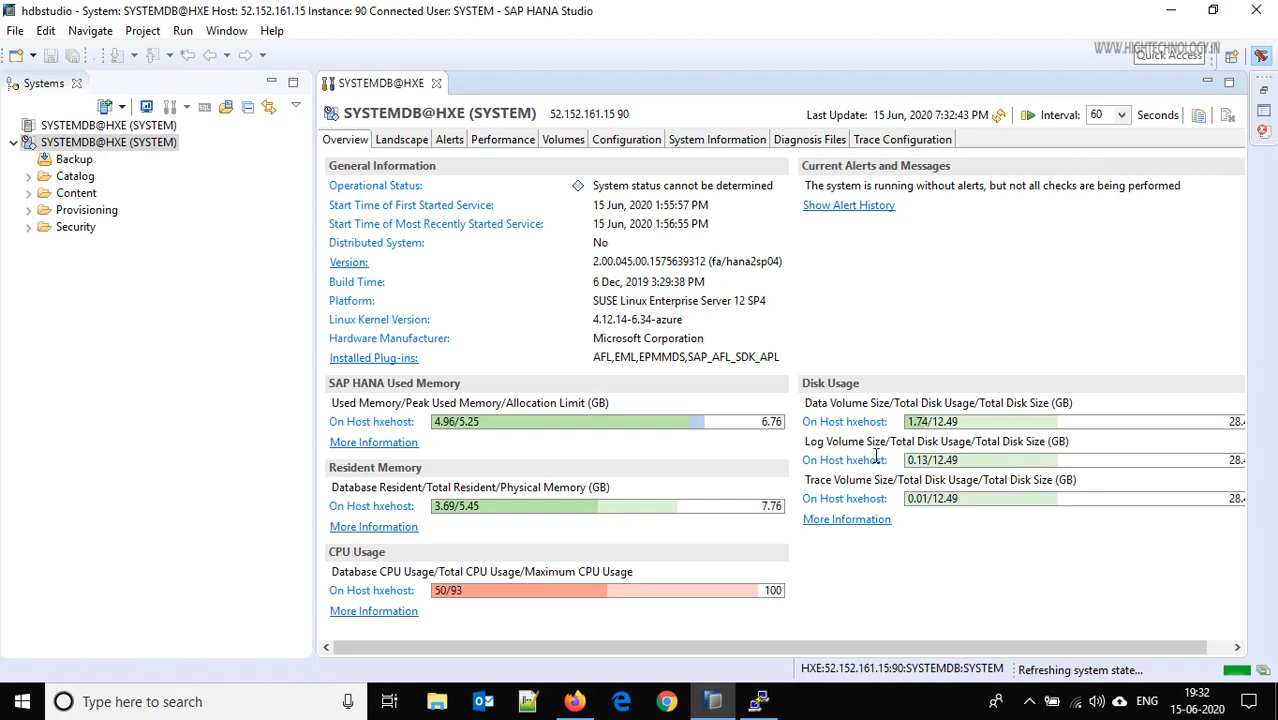 hdbstudio - System: SYSTEMDB@HXE Host: 52.152.161.15 Instance: 90 Connected User: SYSTEM - SAP HANA Studio
File Edit Navigate Project Run Window Help
WWW.HIGHTECHNOLOGY.IN
Quick Access
Systems
SYSTEMDB@HXE (SYSTEM)
SYSTEMDB@HXE (SYSTEM)
Backup
Catalog
Content
Provisioning
Security
SYSTEMDB@HXE
SYSTEMDB@HXE (SYSTEM) 52.152.161.15 90
Last Update: 15 Jun, 2020 7:32:43 PM Interval: 60 Seconds
Overview Landscape Alerts Performance Volumes Configuration System Information Diagnosis Files Trace Configuration
General Information
Operational Status: System status cannot be determined
Start Time of First Started Service: 15 Jun, 2020 1:55:57 PM
Start Time of Most Recently Started Service: 15 Jun, 2020 1:56:55 PM
Distributed System: No
Version: 2.00.045.00.1575639312 (fa/hana2sp04)
Build Time: 6 Dec, 2019 3:29:38 PM
Platform: SUSE Linux Enterprise Server 12 SP4
Linux Kernel Version: 4.12.14-6.34-azure
Hardware Manufacturer: Microsoft Corporation
Installed Plug-ins: AFL,EML,EPMMDS,SAP_AFL_SDK_APL
Current Alerts and Messages
The system is running without alerts, but not all checks are being performed
Show Alert History
SAP HANA Used Memory
Used Memory/Peak Used Memory/Allocation Limit (GB)
On Host hxehost: 4.96/5.25 6.76
More Information
Resident Memory
Database Resident/Total Resident/Physical Memory (GB)
On Host hxehost: 3.69/5.45 7.76
More Information
CPU Usage
Database CPU Usage/Total CPU Usage/Maximum CPU Usage
On Host hxehost: 50/93 100
More Information
Disk Usage
Data Volume Size/Total Disk Usage/Total Disk Size (GB)
On Host hxehost: 1.74/12.49 28.4
Log Volume Size/Total Disk Usage/Total Disk Size (GB)
On Host hxehost: 0.13/12.49 28.4
Trace Volume Size/Total Disk Usage/Total Disk Size (GB)
On Host hxehost: 0.01/12.49 28.4
More Information
HXE:52.152.161.15:90:SYSTEMDB:SYSTEM Refreshing system state...
Type here to search
ENG
19:32
15-06-2020